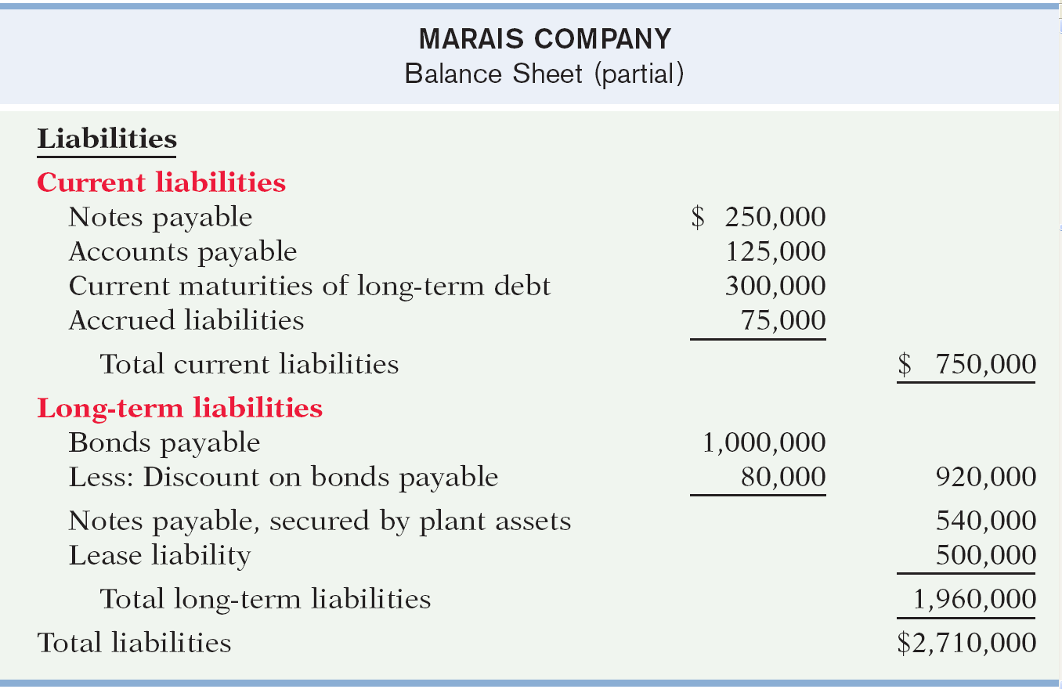 MARAIS COMPANY
Balance Sheet (partial)
Liabilities
Current liabilities
Notes payable $ 250,000
Accounts payable 125,000
Current maturities of long-term debt 300,000
Accrued liabilities 75,000
Total current liabilities $ 750,000
Long-term liabilities
Bonds payable 1,000,000
Less: Discount on bonds payable 80,000 920,000
Notes payable, secured by plant assets 540,000
Lease liability 500,000
Total long-term liabilities 1,960,000
Total liabilities $2,710,000